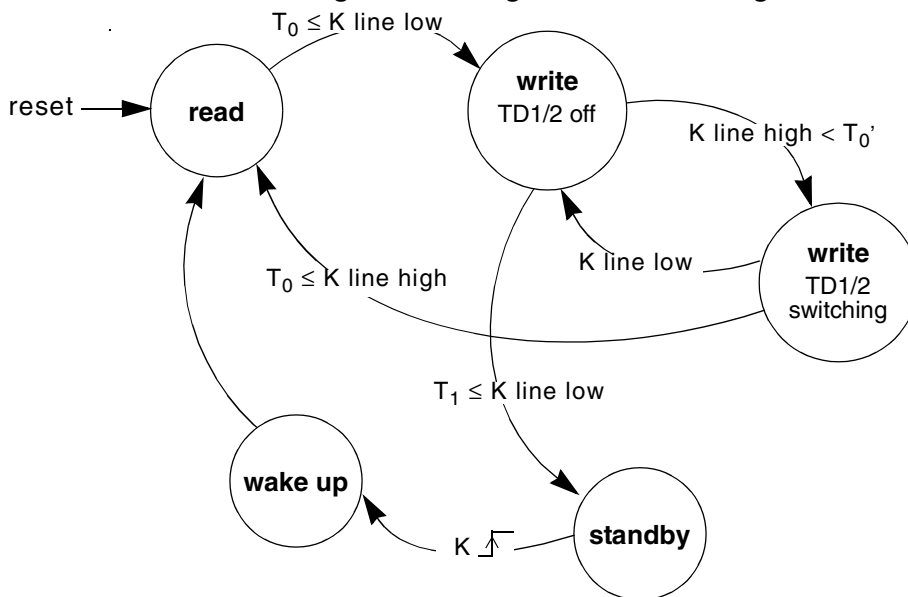 T₀ ≤ K line low
write
TD1/2 off
reset
read
K line high < T₀’
write
TD1/2
switching
K line low
T₀ ≤ K line high
T₁ ≤ K line low
wake up
K
standby